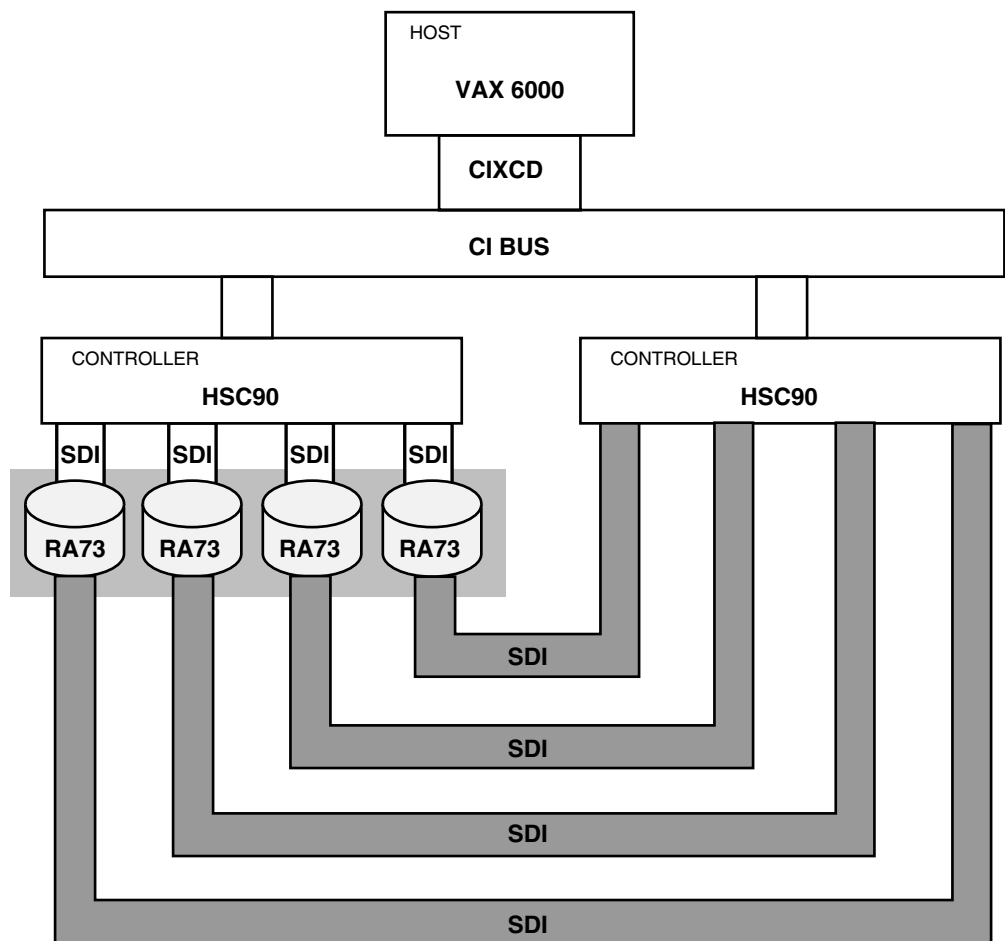 HOST
VAX 6000
CIXCD
CI BUS
CONTROLLER
HSC90
CONTROLLER
HSC90
SDI SDI SDI SDI
RA73 RA73 RA73 RA73
SDI
SDI
SDI
SDI